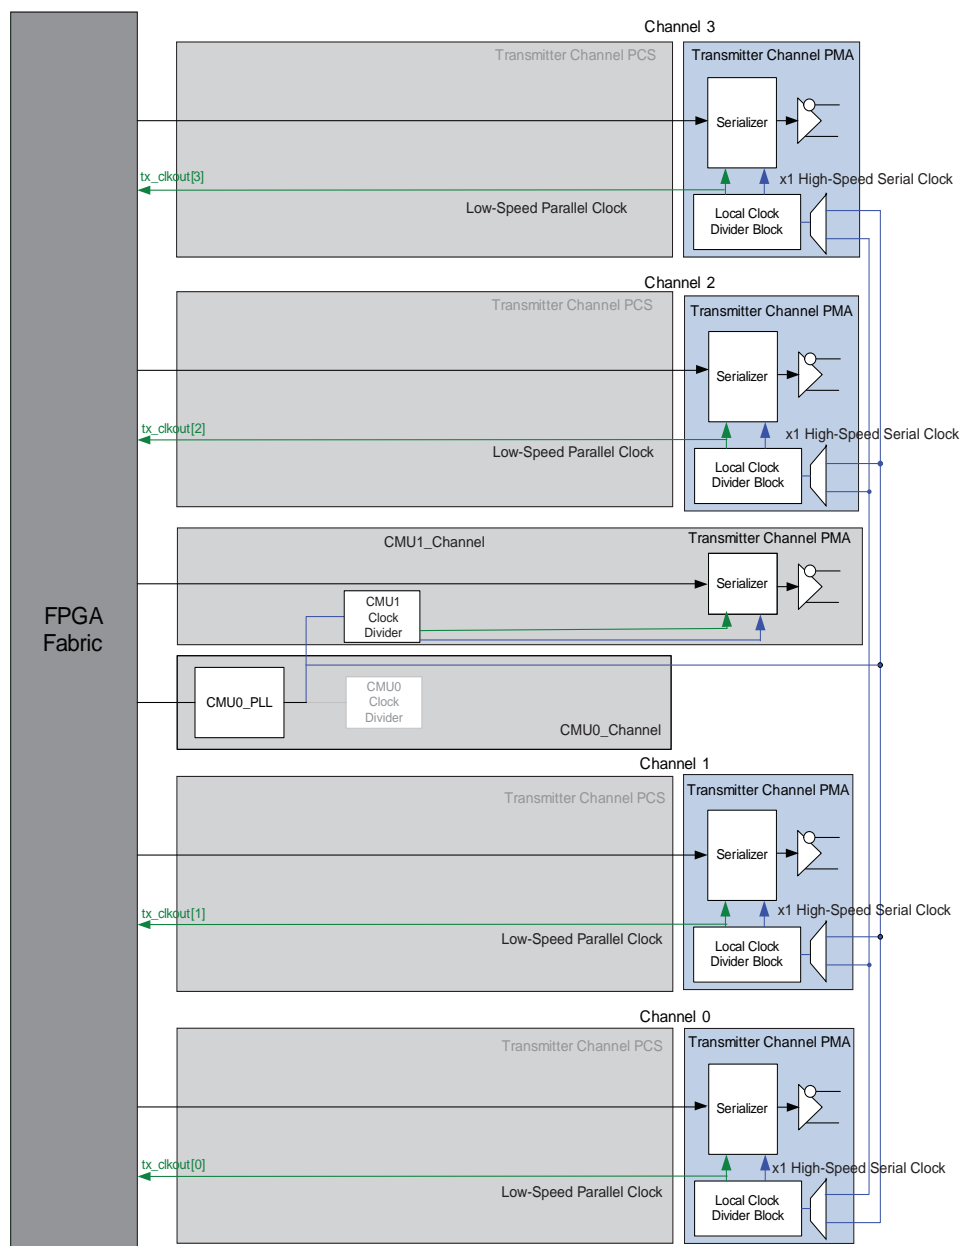 Channel 3
Transmitter Channel PCS
Transmitter Channel PMA
Serializer
tx_clkout[3]
x1 High-Speed Serial Clock
Low-Speed Parallel Clock
Local Clock
Divider Block
Channel 2
Transmitter Channel PCS
Transmitter Channel PMA
Serializer
tx_clkout[2]
x1 High-Speed Serial Clock
Low-Speed Parallel Clock
Local Clock
Divider Block
CMU1_Channel
Transmitter Channel PMA
Serializer
CMU1
Clock
Divider
FPGA
Fabric
CMU0_PLL
CMU0
Clock
Divider
CMU0_Channel
Channel 1
Transmitter Channel PCS
Transmitter Channel PMA
Serializer
tx_clkout[1]
x1 High-Speed Serial Clock
Low-Speed Parallel Clock
Local Clock
Divider Block
Channel 0
Transmitter Channel PCS
Transmitter Channel PMA
Serializer
tx_clkout[0]
x1 High-Speed Serial Clock
Low-Speed Parallel Clock
Local Clock
Divider Block